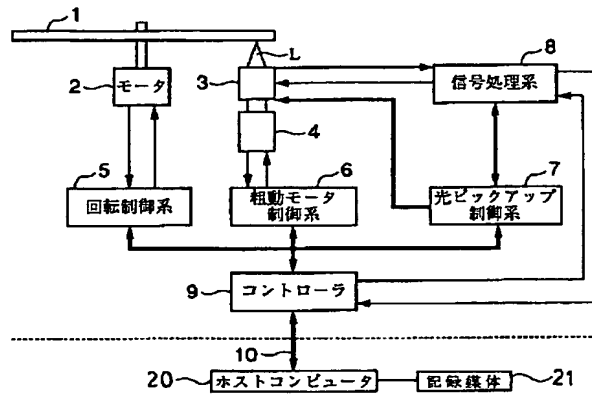 1
L
8
2 モータ
3
信号処理系
4
5
6
7
回転制御系
粗動モータ
制御系
光ピックアップ
制御系
9 コントローラ
10
20 ホストコンピュータ
記録媒体 21